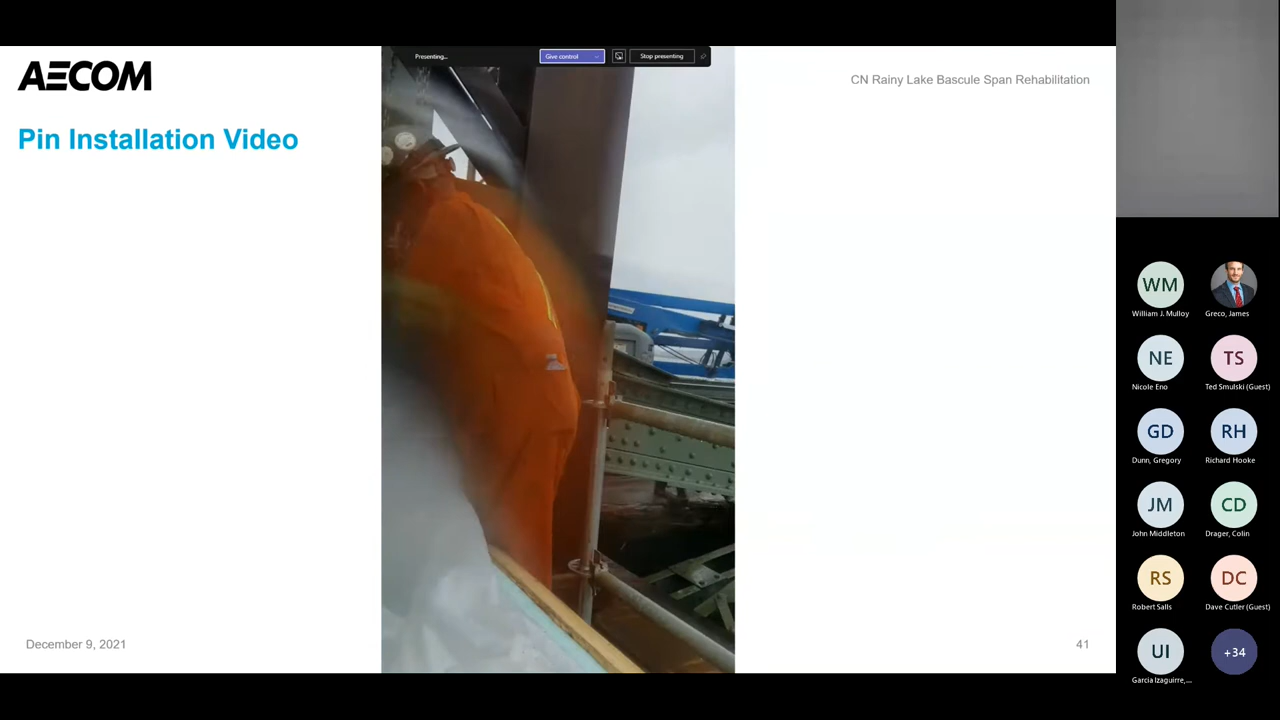 Presenting...
Give control
Stop presenting
AECOM
CN Rainy Lake Bascule Span Rehabilitation
Pin Installation Video
December 9, 2021
41
WM
William J. Mulloy
Greco, James
NE
Nicole Eno
TS
Ted Smulski (Guest)
GD
Dunn, Gregory
RH
Richard Hooke
JM
John Middleton
CD
Drager, Colin
RS
Robert Salls
DC
Dave Cutler (Guest)
UI
Garcia Izaguirre,...
+34